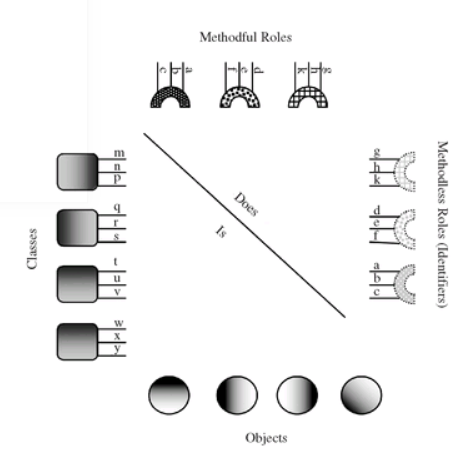 Methodful Roles
c b a
f e d
k h g
m
n
p
q
r
s
t
u
v
w
x
y
Classes
Does
Is
g
h
k
d
e
f
a
b
c
Methodless Roles (Identifiers)
Objects